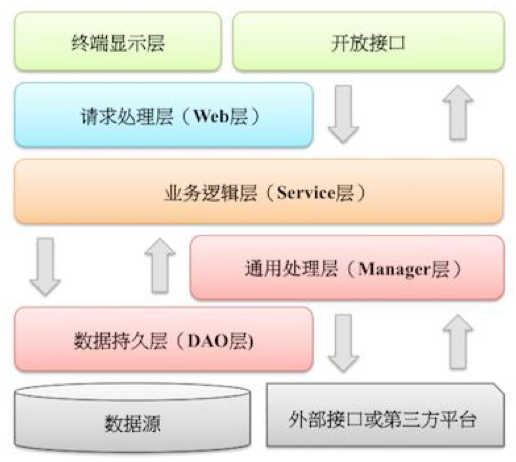 终端显示层
开放接口
请求处理层（Web层）
业务逻辑层（Service层）
通用处理层（Manager层）
数据持久层（DAO层)
数据源
外部接口或第三方平台